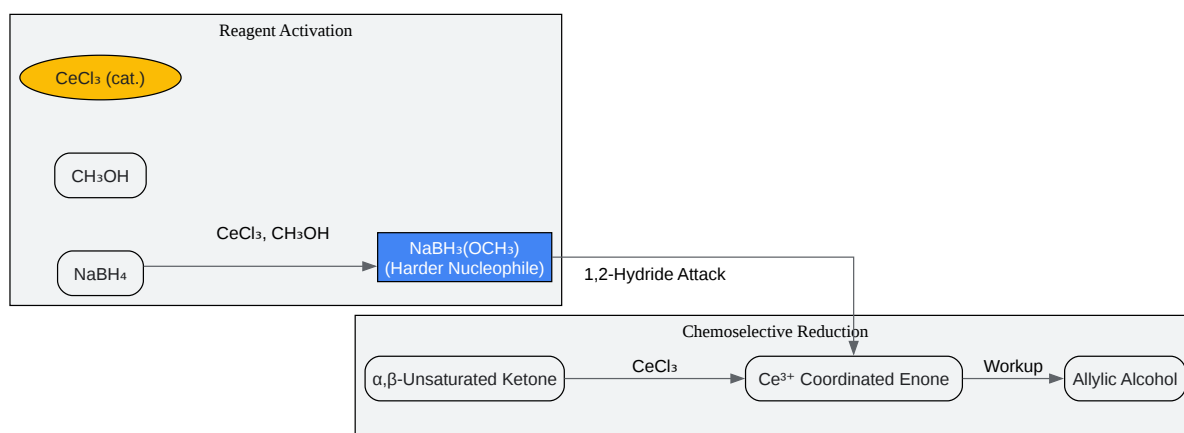 Reagent Activation
CeCl₃ (cat.)
CH₃OH
CeCl₃, CH₃OH
NaBH₄
NaBH₃(OCH₃)
(Harder Nucleophile)
1,2-Hydride Attack
Chemoselective Reduction
α,β-Unsaturated Ketone
CeCl₃
Ce³⁺ Coordinated Enone
Workup
Allylic Alcohol